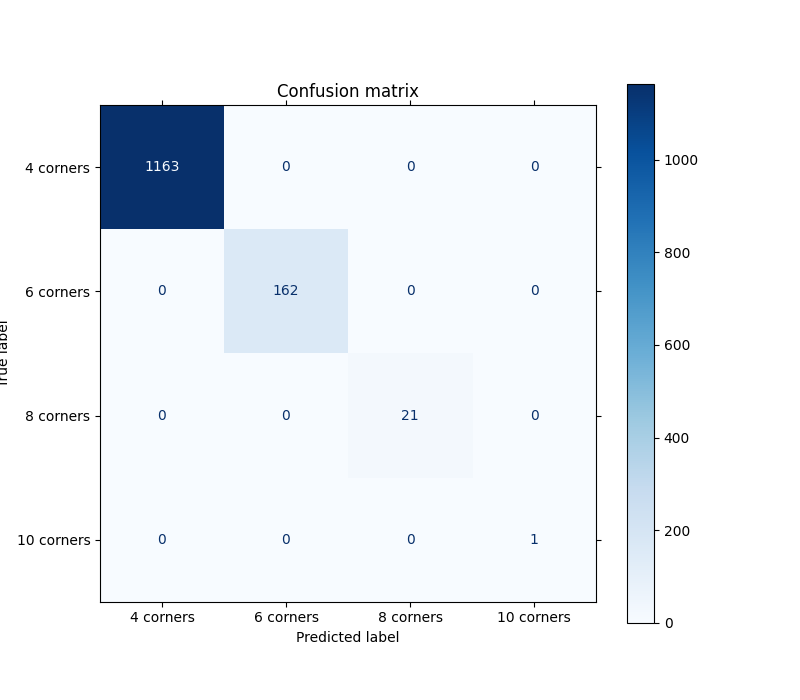 Confusion matrix
4 corners 1163 0 0 0
6 corners 0 162 0 0
8 corners 0 0 21 0
10 corners 0 0 0 1
4 corners 6 corners 8 corners 10 corners
Predicted label
True label
1000
800
600
400
200
0